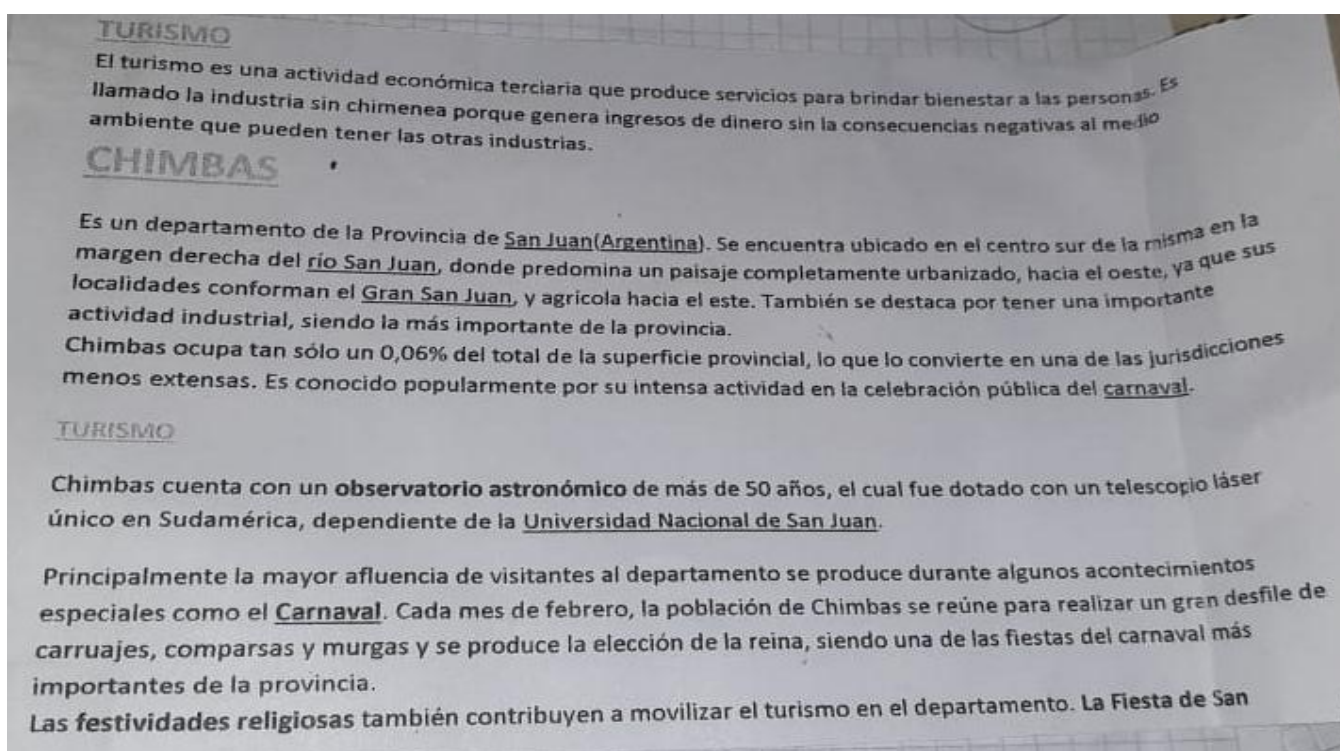 TURISMO
El turismo es una actividad económica terciaria que produce servicios para brindar bienestar a las personas. Es
llamado la industria sin chimenea porque genera ingresos de dinero sin la consecuencias negativas al medio
ambiente que pueden tener las otras industrias.
CHIMBAS
Es un departamento de la Provincia de San Juan(Argentina). Se encuentra ubicado en el centro sur de la misma en la
margen derecha del río San Juan, donde predomina un paisaje completamente urbanizado, hacia el oeste, ya que sus
localidades conforman el Gran San Juan, y agrícola hacia el este. También se destaca por tener una importante
actividad industrial, siendo la más importante de la provincia.
Chimbas ocupa tan sólo un 0,06% del total de la superficie provincial, lo que lo convierte en una de las jurisdicciones
menos extensas. Es conocido popularmente por su intensa actividad en la celebración pública del carnaval.
TURISMO
Chimbas cuenta con un observatorio astronómico de más de 50 años, el cual fue dotado con un telescopio láser
único en Sudamérica, dependiente de la Universidad Nacional de San Juan.
Principalmente la mayor afluencia de visitantes al departamento se produce durante algunos acontecimientos
especiales como el Carnaval. Cada mes de febrero, la población de Chimbas se reúne para realizar un gran desfile de
carruajes, comparsas y murgas y se produce la elección de la reina, siendo una de las fiestas del carnaval más
importantes de la provincia.
Las festividades religiosas también contribuyen a movilizar el turismo en el departamento. La Fiesta de San